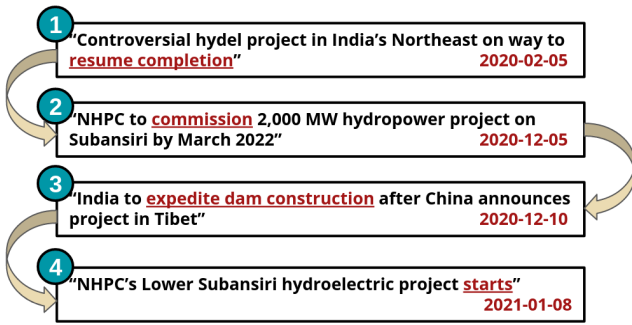 1
“Controversial hydel project in India’s Northeast on way to
resume completion” 2020-02-05
2
“NHPC to commission 2,000 MW hydropower project on
Subansiri by March 2022” 2020-12-05
3
“India to expedite dam construction after China announces
project in Tibet” 2020-12-10
4
“NHPC’s Lower Subansiri hydroelectric project starts”
2021-01-08